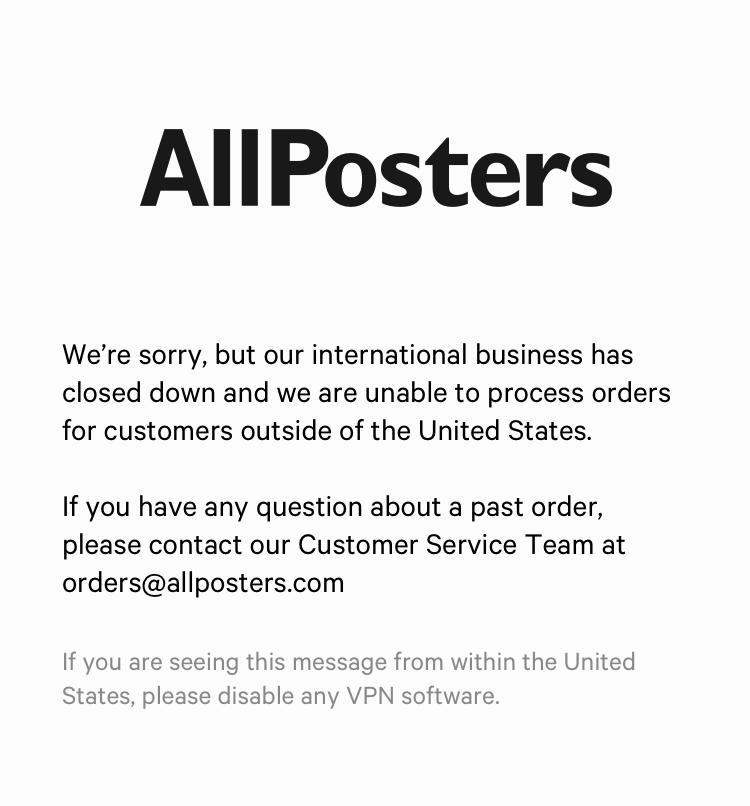 AllPosters
We’re sorry, but our international business has
closed down and we are unable to process orders
for customers outside of the United States.
If you have any question about a past order,
please contact our Customer Service Team at
orders@allposters.com
If you are seeing this message from within the United
States, please disable any VPN software.